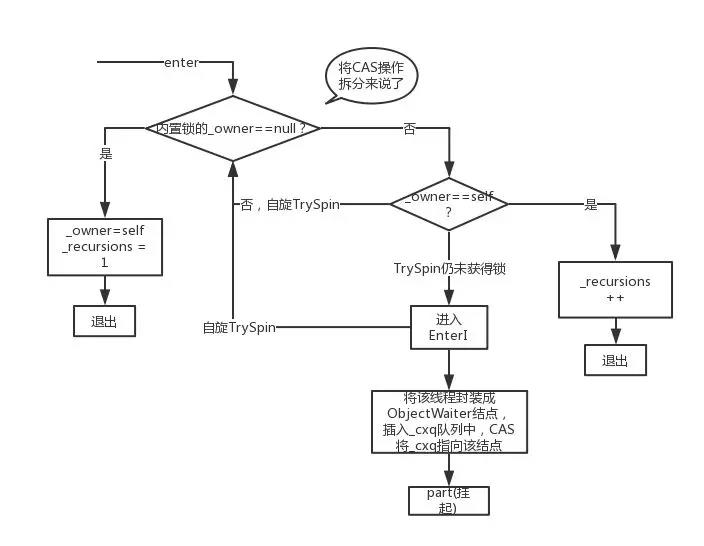 enter
将CAS操作
拆分来说了
内置锁的_owner==null？
是
否
_owner==self
？
否，自旋TrySpin
是
_owner=self
_recursions =
1
TrySpin仍未获得锁
_recursions
++
退出
进入
EnterI
自旋TrySpin
退出
将该线程封装成
ObjectWaiter结点，
插入_cxq队列中，CAS
将_cxq指向该结点
part(挂
起)